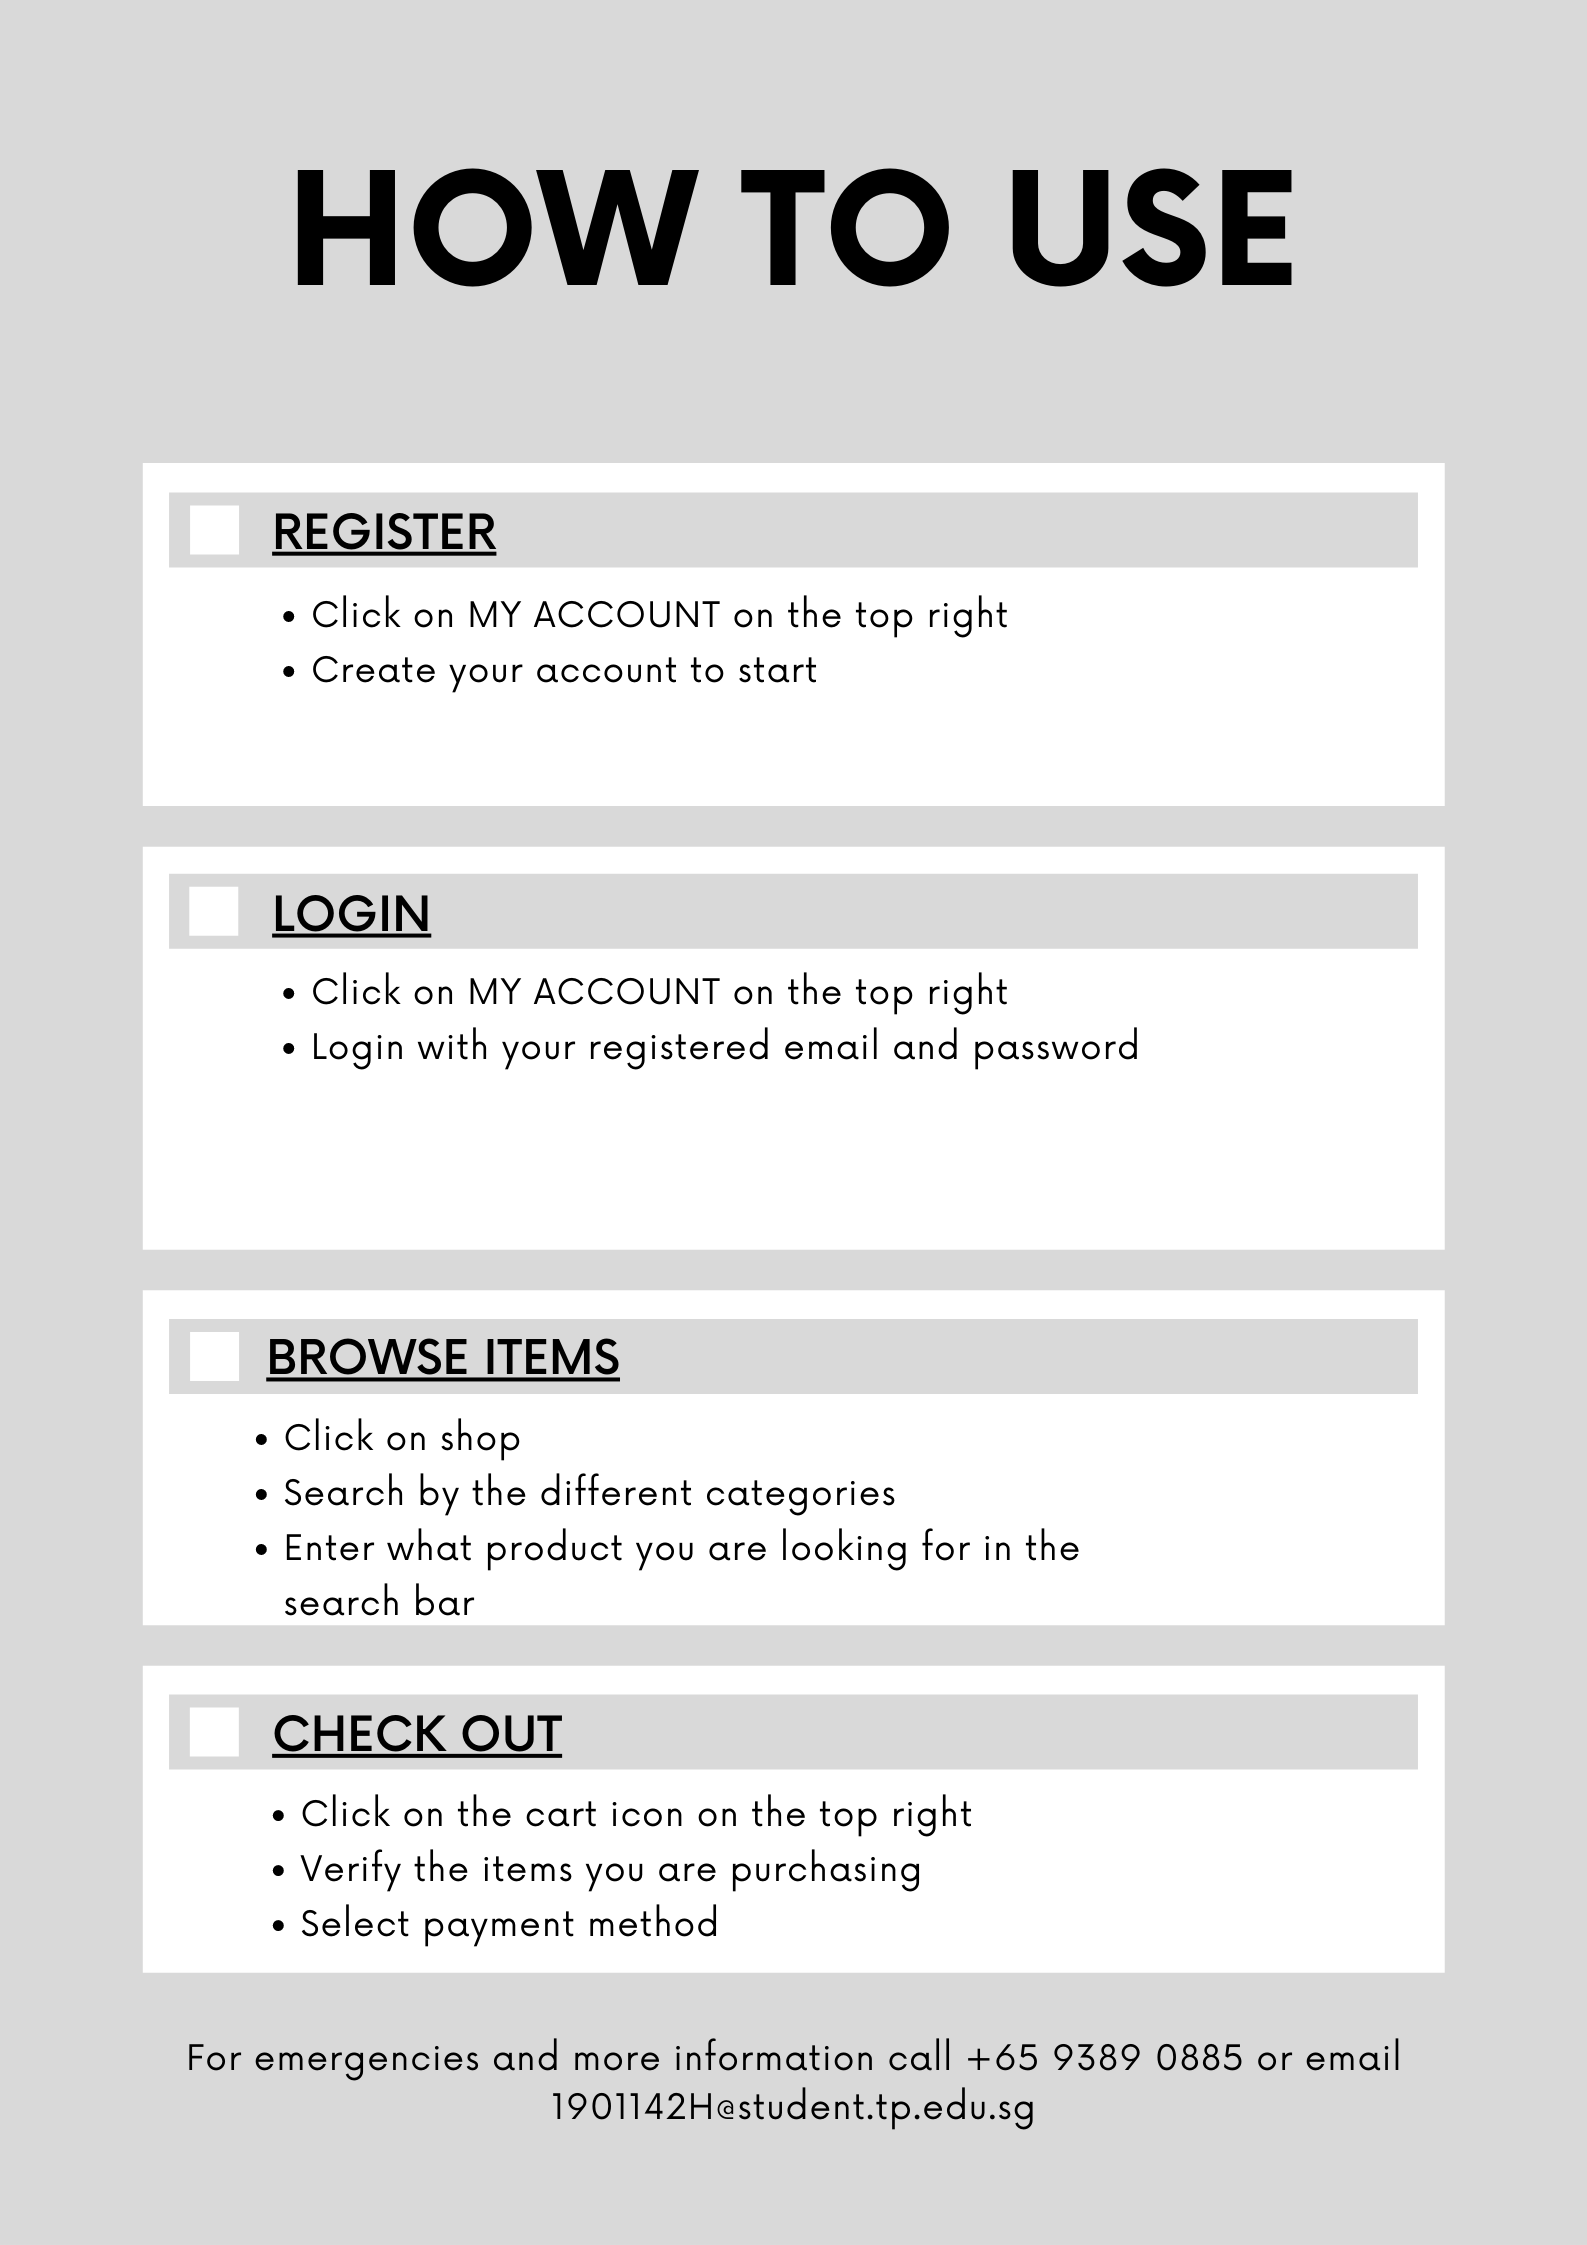 HOW TO USE
REGISTER
• Click on MY ACCOUNT on the top right
• Create your account to start
LOGIN
• Click on MY ACCOUNT on the top right
• Login with your registered email and password
BROWSE ITEMS
• Click on shop
• Search by the different categories
• Enter what product you are looking for in the
search bar
CHECK OUT
• Click on the cart icon on the top right
• Verify the items you are purchasing
• Select payment method
For emergencies and more information call +65 9389 0885 or email
1901142H@student.tp.edu.sg